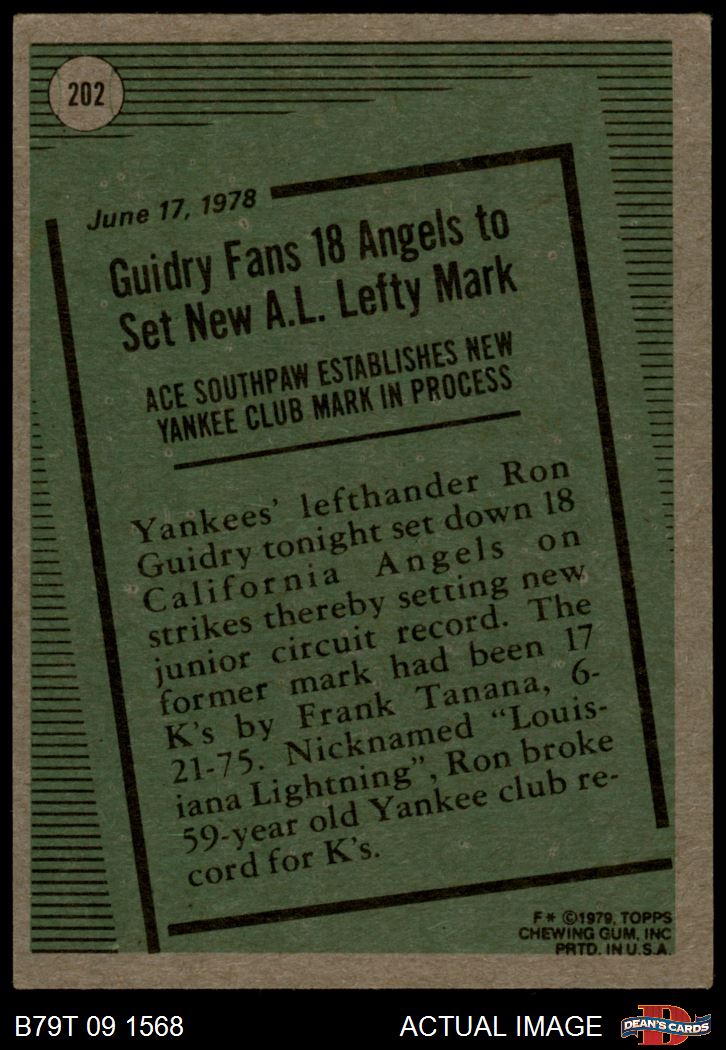 202
June 17, 1978
Guidry Fans 18 Angels to
Set New A.L. Lefty Mark
ACE SOUTHPAW ESTABLISHES NEW
YANKEE CLUB MARK IN PROCESS
Yankees' lefthander Ron
Guidry tonight set down 18
California Angels on
strikes thereby setting new
junior circuit record. The
former mark had been 17
K's by Frank Tanana, 6-
21-75. Nicknamed "Louis-
iana Lightning", Ron broke
59-year old Yankee club re-
cord for K's.
F* ©1979, TOPPS
CHEWING GUM, INC
PRTD. IN U.S.A.
B79T 09 1568
ACTUAL IMAGE
D
DEAN'S CARDS